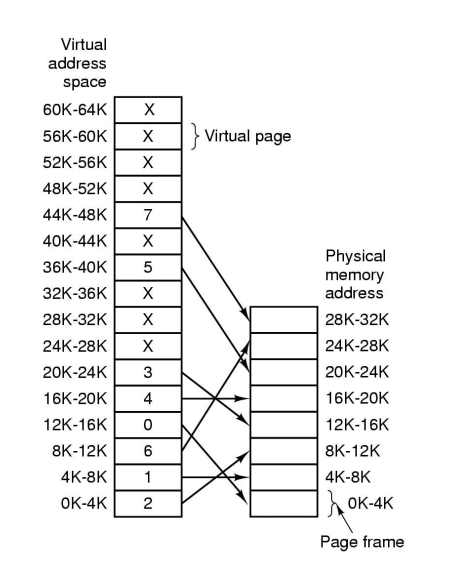 Virtual
address
space
60K-64K X
56K-60K X Virtual page
52K-56K X
48K-52K X
44K-48K 7
40K-44K X
36K-40K 5
32K-36K X
28K-32K X
24K-28K X
20K-24K 3
16K-20K 4
12K-16K 0
8K-12K 6
4K-8K 1
0K-4K 2
Physical
memory
address
28K-32K
24K-28K
20K-24K
16K-20K
12K-16K
8K-12K
4K-8K
0K-4K
Page frame